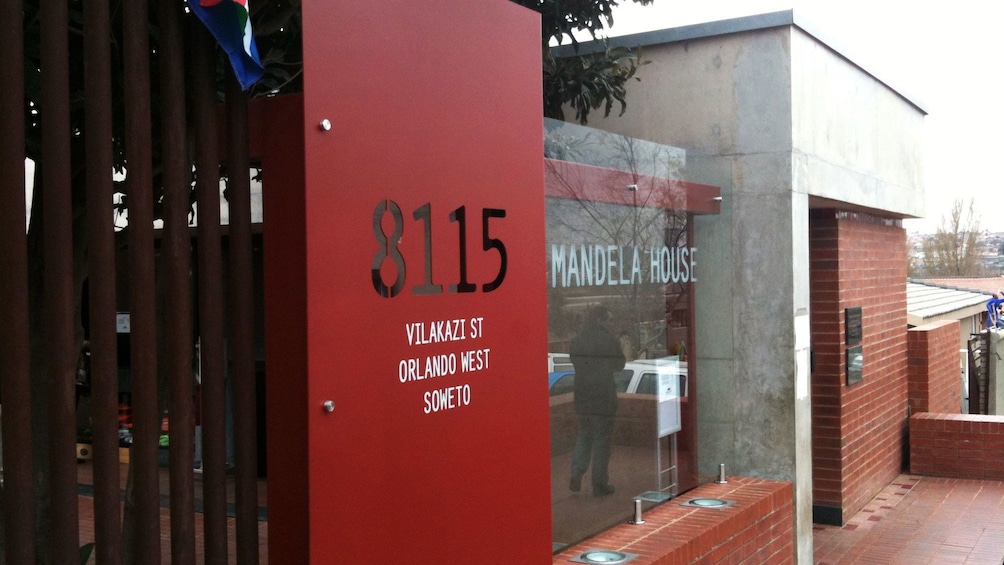 8115
VILAKAZI ST
ORLANDO WEST
SOWETO
MANDELA HOUSE